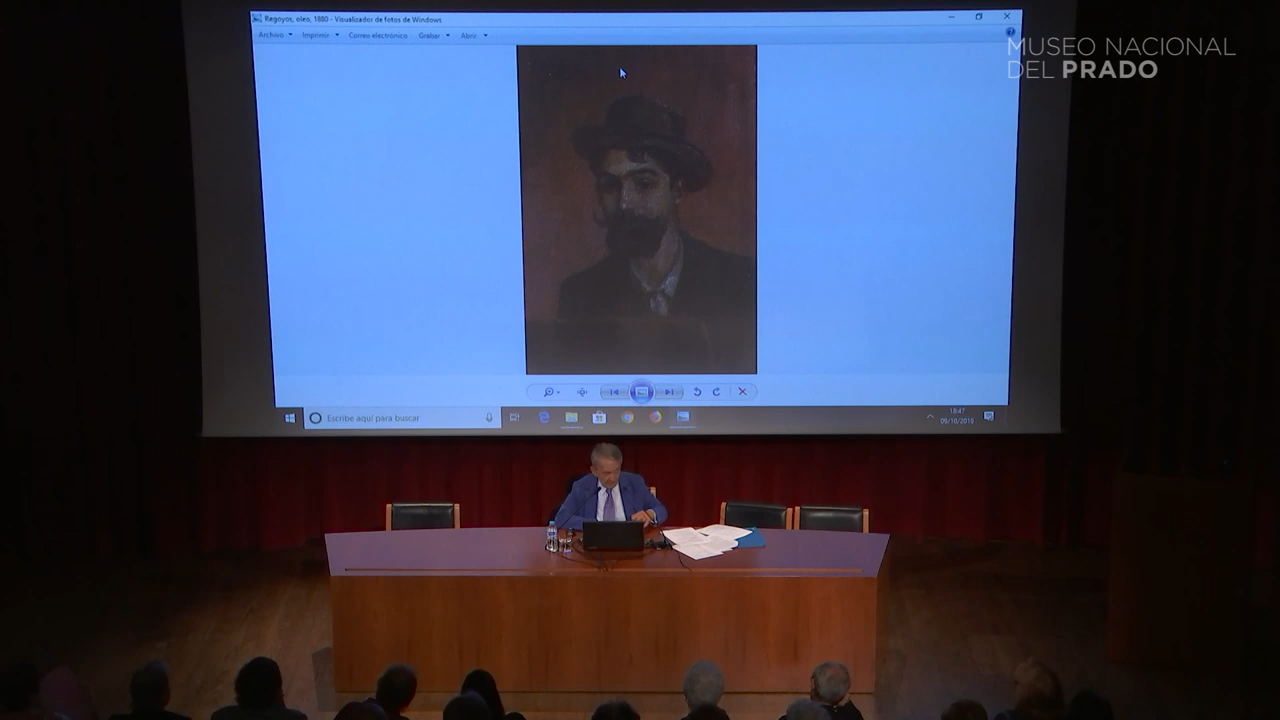 Regoyos, oleo, 1880 - Visualizador de fotos de Windows
Archivo Imprimir Correo electrónico Grabar Abrir
MUSEO NACIONAL
DEL PRADO
Escribe aquí para buscar
18:47
09/10/2019